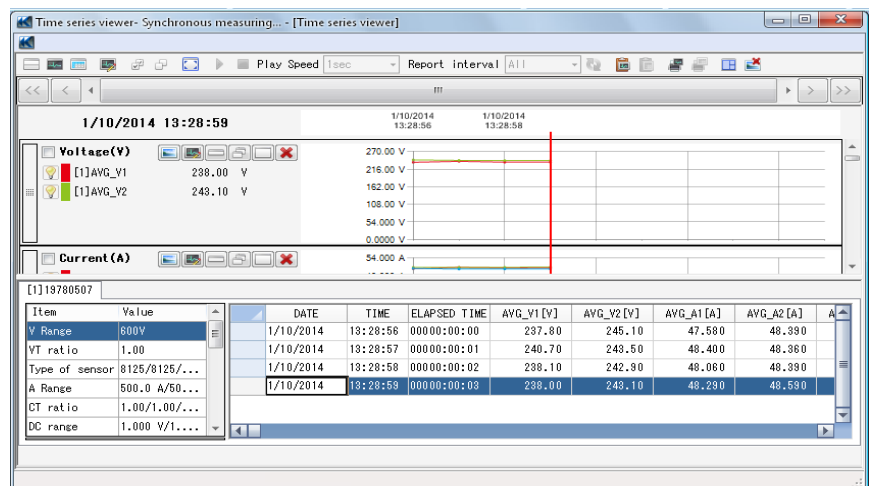 Time series viewer- Synchronous measuring... - [Time series viewer]
Play Speed 1sec Report interval All
<< < > >>
1/10/2014 13:28:59
1/10/2014 1/10/2014
13:28:56 13:28:58
Voltage(V)
[1]AVG_V1 238.00 V
[1]AVG_V2 243.10 V
270.00 V
216.00 V
162.00 V
108.00 V
54.000 V
0.0000 V
Current(A)
54.000 A
[1]19780507
Item Value
V Range 600V
VT ratio 1.00
Type of sensor 8125/8125/...
A Range 500.0 A/50...
CT ratio 1.00/1.00/...
DC range 1.000 V/1....
DATE TIME ELAPSED TIME AVG_V1[V] AVG_V2[V] AVG_A1[A] AVG_A2[A] A
1/10/2014 13:28:56 00000:00:00 237.80 245.10 47.580 48.390
1/10/2014 13:28:57 00000:00:01 240.70 243.50 48.400 48.360
1/10/2014 13:28:58 00000:00:02 238.10 242.90 48.060 48.390
1/10/2014 13:28:59 00000:00:03 238.00 243.10 48.290 48.590